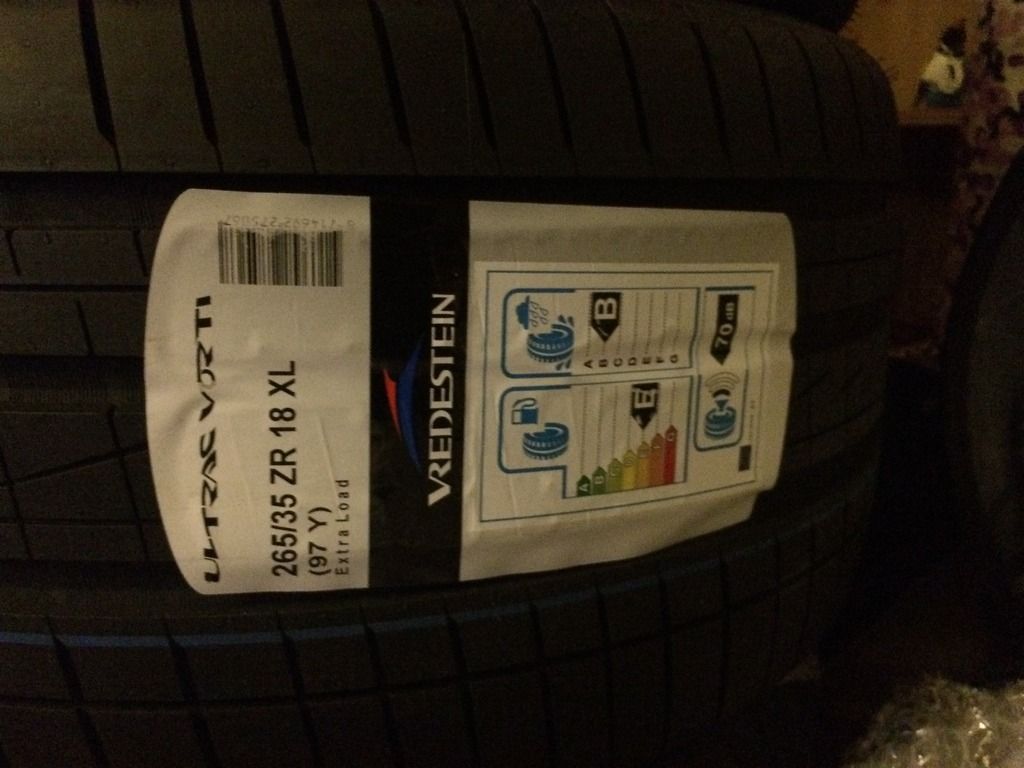 ULTRAC VORTI
265/35 ZR 18 XL
(97 Y)
Extra Load
VREDESTEIN
A
B
C
D
E
F
G
E
A
B
C
D
E
F
G
B
70 dB